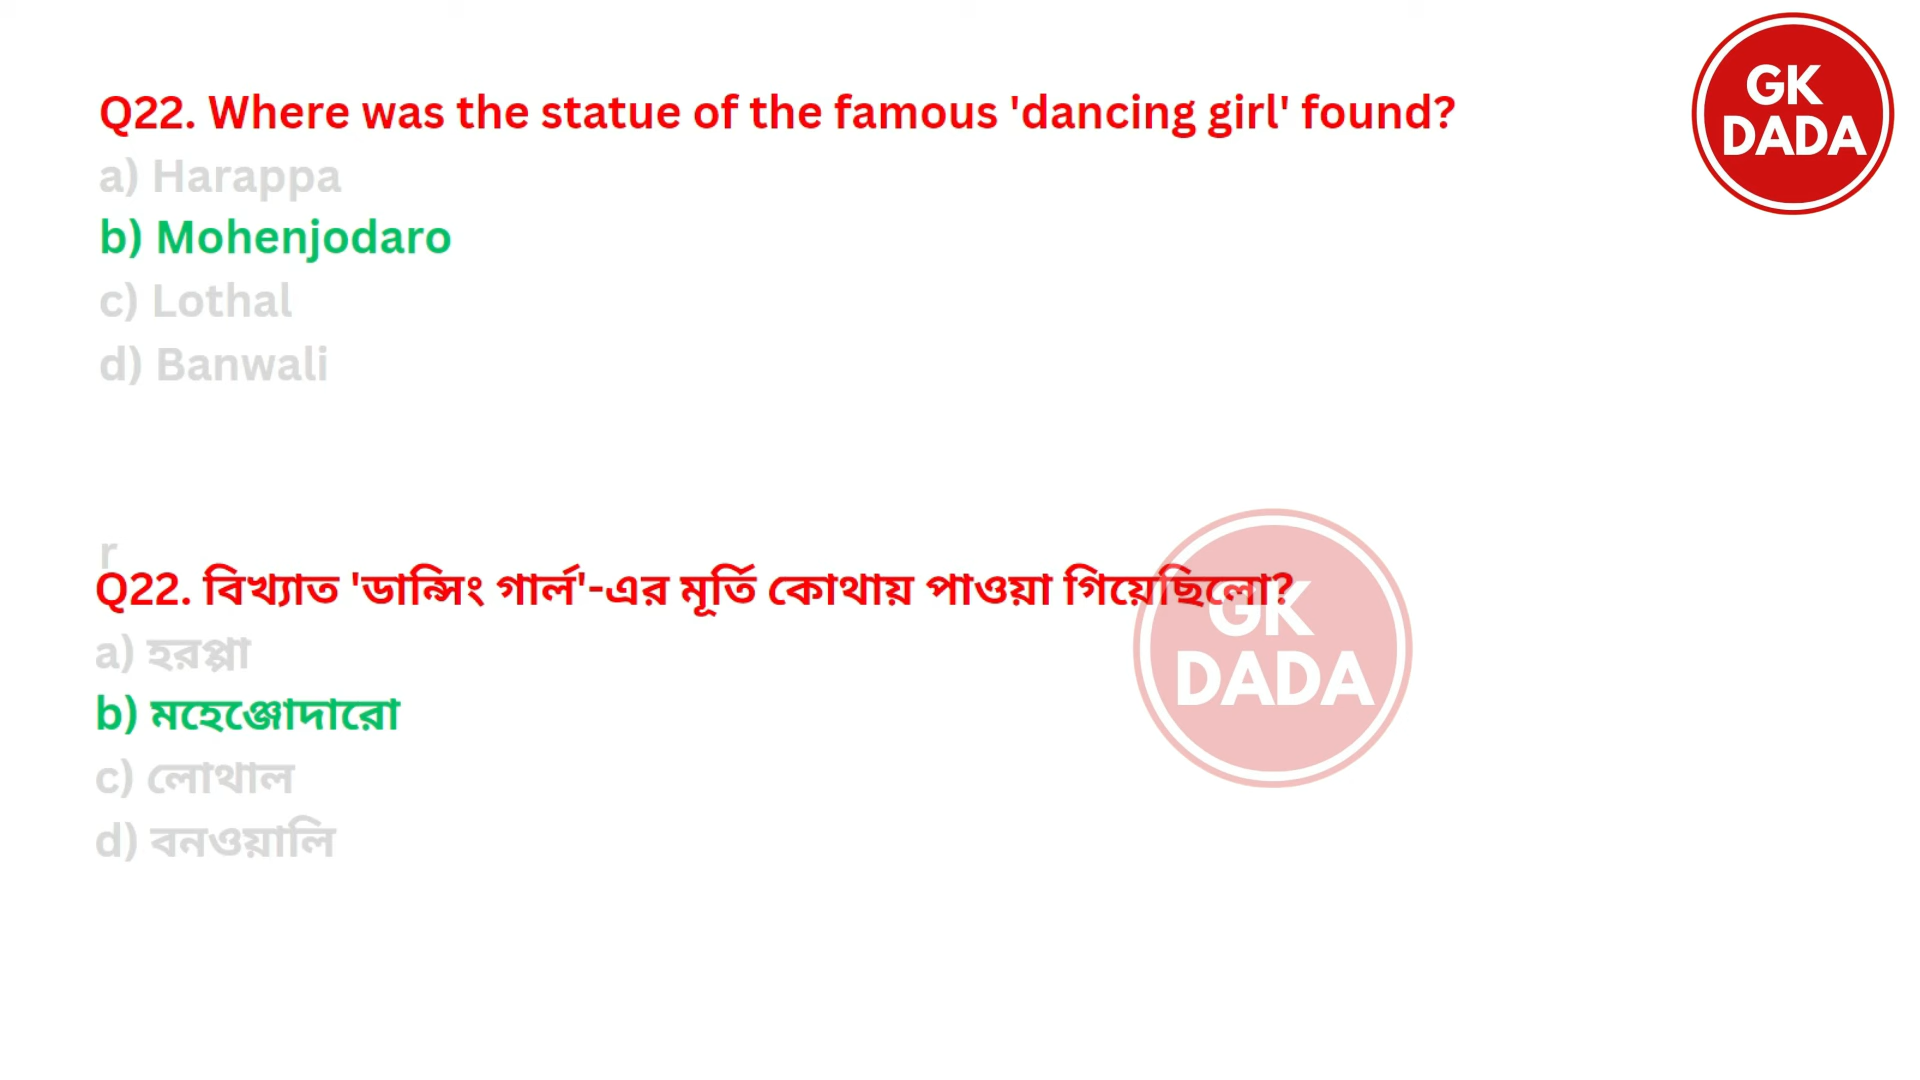 GK
DADA
Q22. Where was the statue of the famous 'dancing girl' found?
a) Harappa
b) Mohenjodaro
c) Lothal
d) Banwali
r
Q22. বিখ্যাত 'ডান্সিং গার্ল'-এর মূর্তি কোথায় পাওয়া গিয়েছিলো?
a) হরপ্পা
b) মহেঞ্জোদারো
c) লোথাল
d) বনওয়ালি
GK
DADA